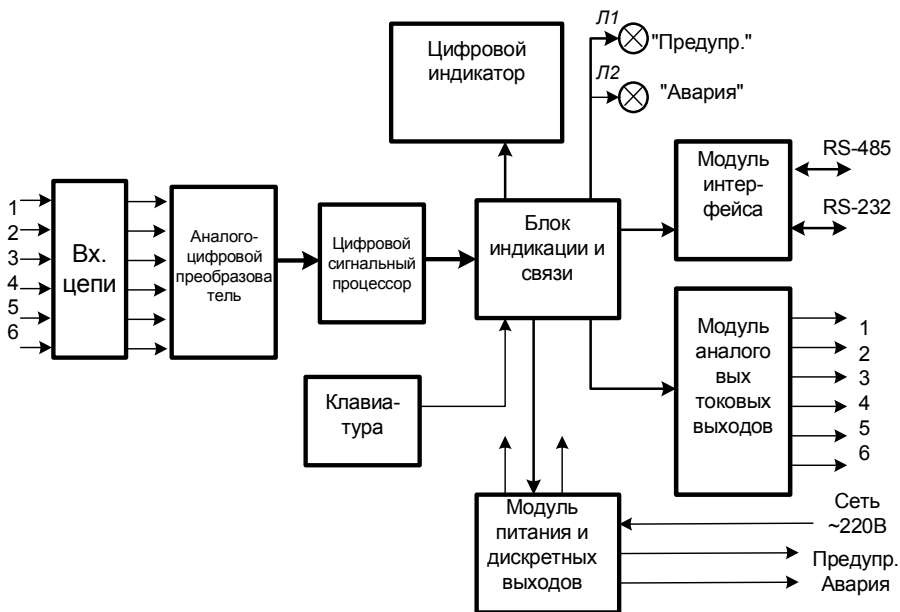 Цифровой
индикатор
Л1
"Предупр."
Л2
"Авария"
1
2
3
4
5
6
Вх.
цепи
Аналого-
цифровой
преобразова
тель
Цифровой
сигнальный
процессор
Блок
индикации и
связи
Модуль
интер-
фейса
RS-485
RS-232
Клавиа-
тура
Модуль
аналого
вых
токовых
выходов
1
2
3
4
5
6
Модуль
питания и
дискретных
выходов
Сеть
~220В
Предупр.
Авария